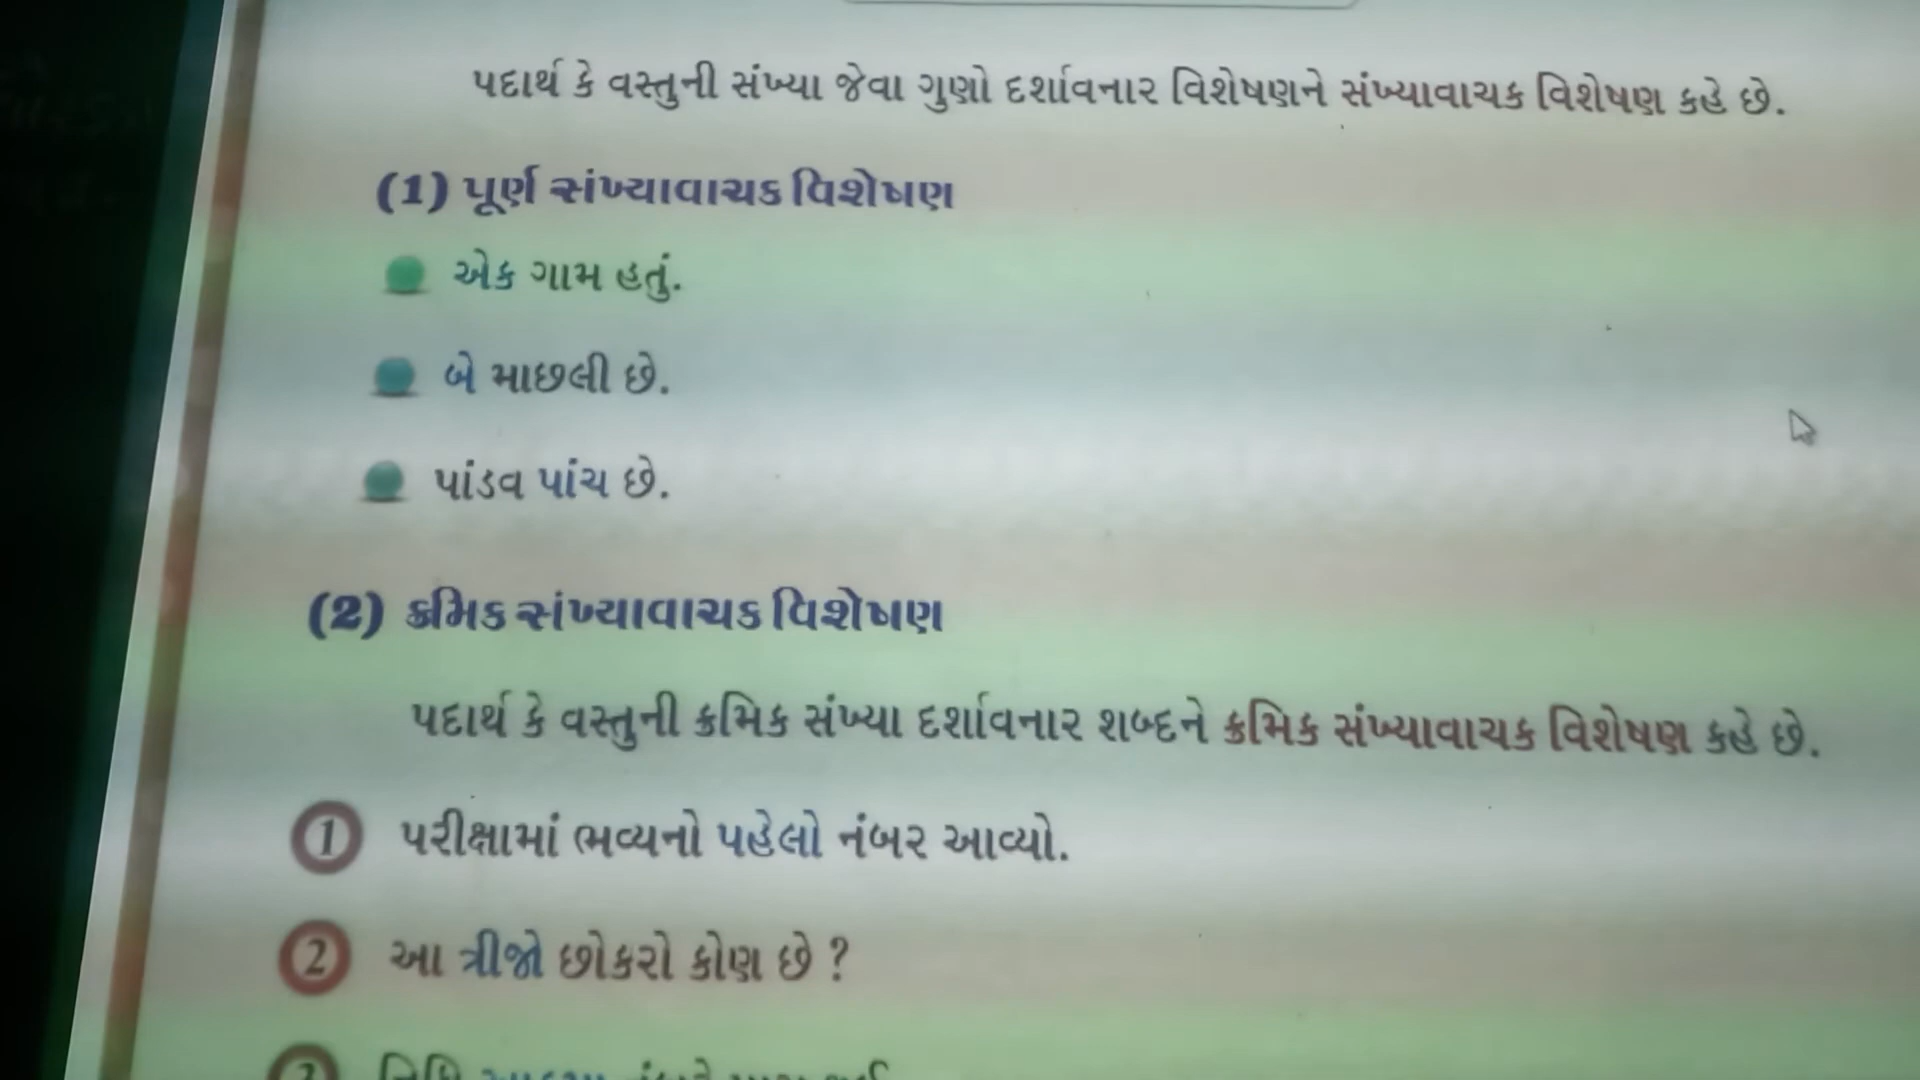 પદાર્થ કે વસ્તુની સંખ્યા જેવા ગુણો દર્શાવનાર વિશેષણને સંખ્યાવાચક વિશેષણ કહે છે.
(1) પૂર્ણ સંખ્યાવાચક વિશેષણ
એક ગામ હતું.
બે માછલી છે.
પાંડવ પાંચ છે.
(2) ક્રમિક સંખ્યાવાચક વિશેષણ
પદાર્થ કે વસ્તુની ક્રમિક સંખ્યા દર્શાવનાર શબ્દને ક્રમિક સંખ્યાવાચક વિશેષણ કહે છે.
1 પરીક્ષામાં ભવ્યનો પહેલો નંબર આવ્યો.
2 આ ત્રીજો છોકરો કોણ છે ?